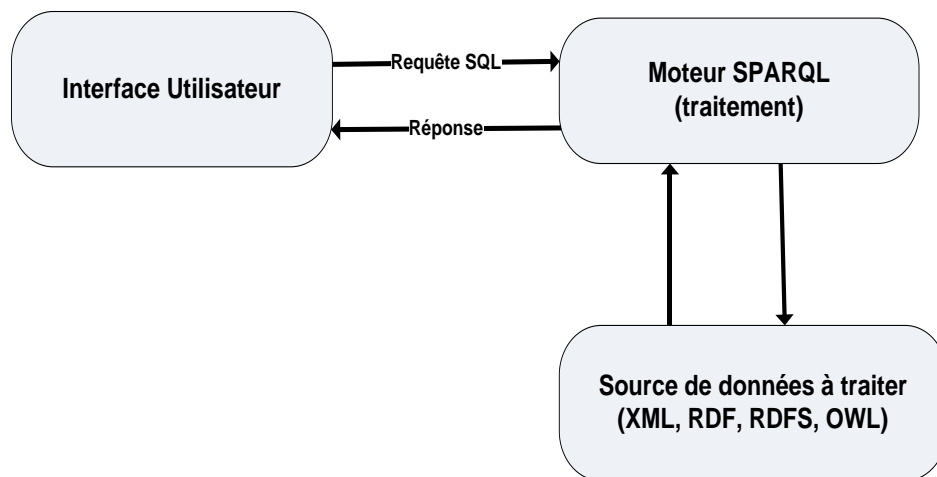 Interface Utilisateur
Requête SQL
Réponse
Moteur SPARQL
(traitement)
Source de données à traiter
(XML, RDF, RDFS, OWL)